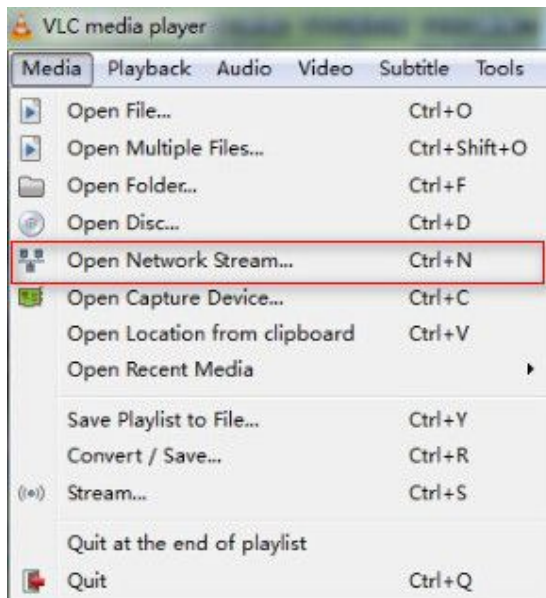 VLC media player
Media Playback Audio Video Subtitle Tools
Open File... Ctrl+O
Open Multiple Files... Ctrl+Shift+O
Open Folder... Ctrl+F
Open Disc... Ctrl+D
Open Network Stream... Ctrl+N
Open Capture Device... Ctrl+C
Open Location from clipboard Ctrl+V
Open Recent Media
Save Playlist to File... Ctrl+Y
Convert / Save... Ctrl+R
Stream... Ctrl+S
Quit at the end of playlist
Quit Ctrl+Q